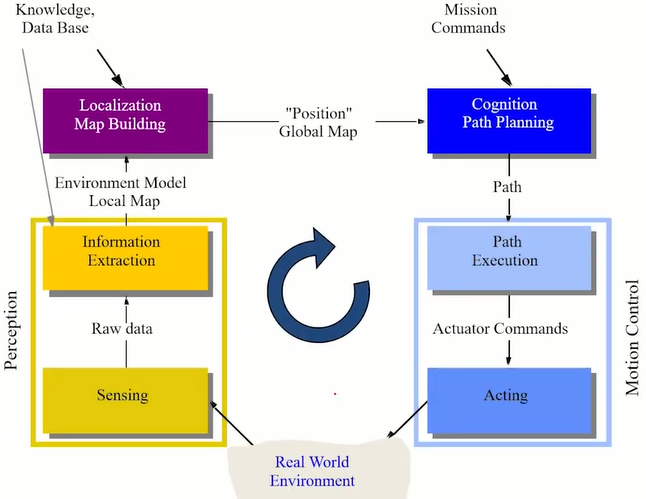 Knowledge,
Data Base
Mission
Commands
Localization
Map Building
"Position"
Global Map
Cognition
Path Planning
Environment Model
Local Map
Path
Information
Extraction
Path
Execution
Perception
Raw data
Actuator Commands
Motion Control
Sensing
Acting
Real World
Environment